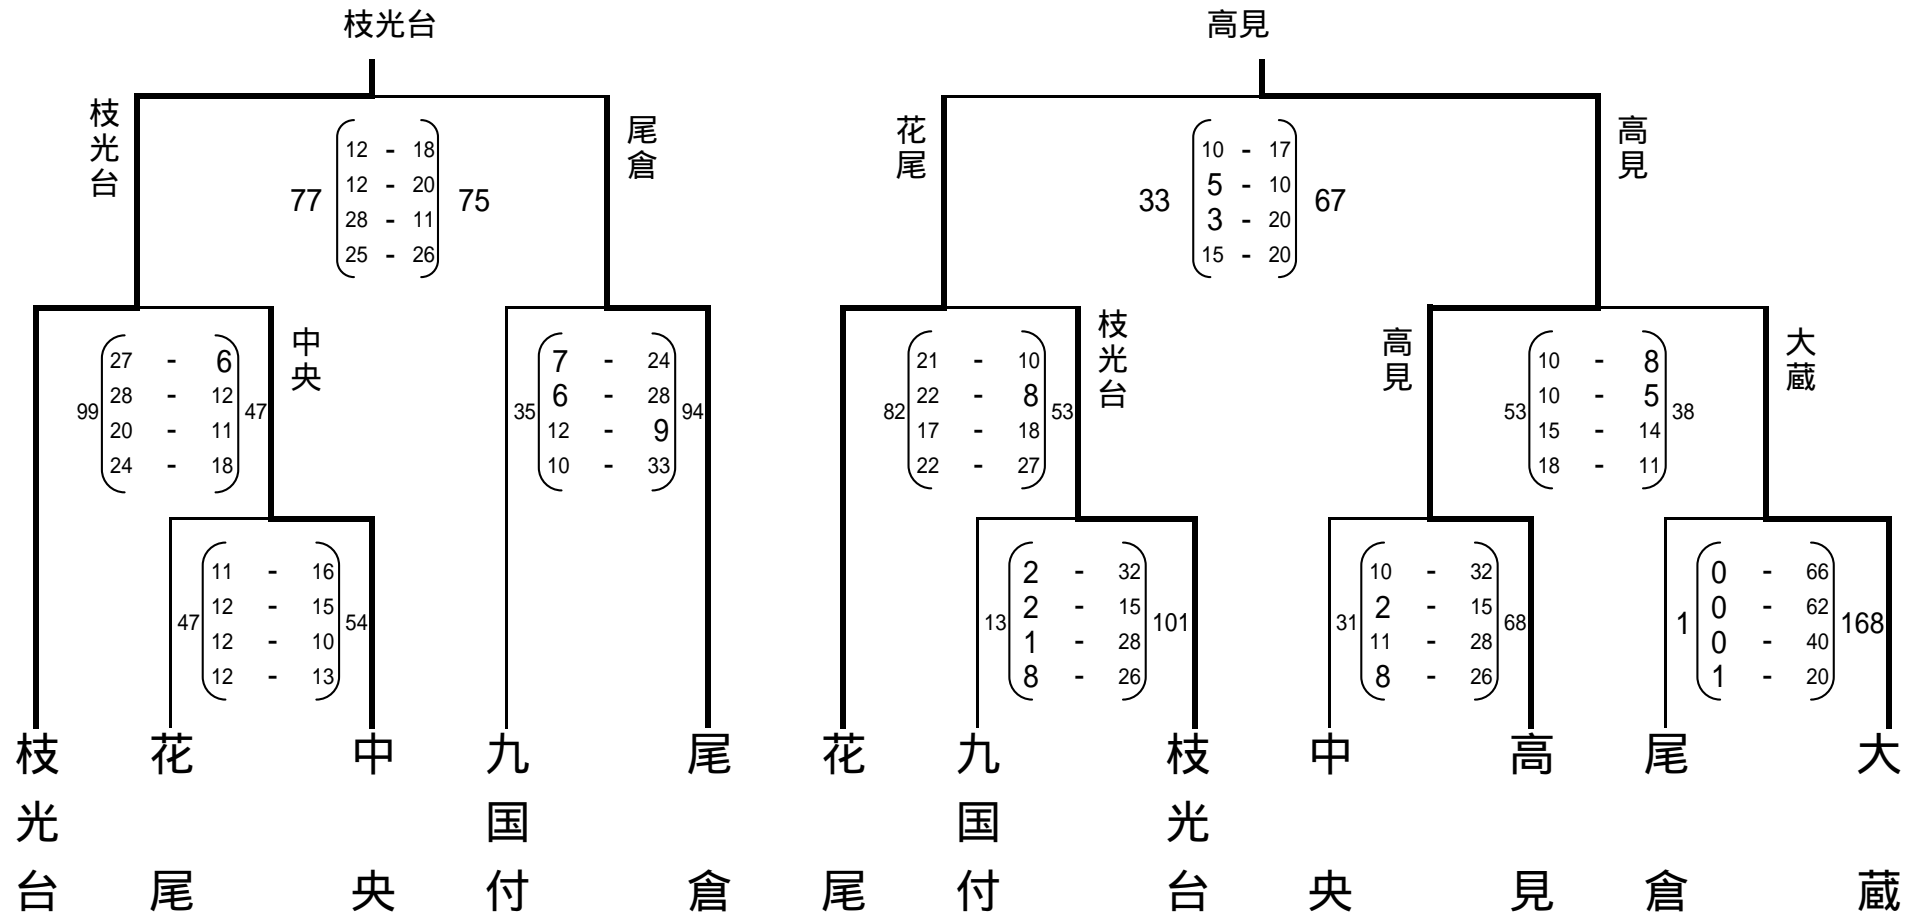 枝光台
高見
枝光台
尾倉
花尾
高見
77
12 - 18
12 - 20
28 - 11
25 - 26
75
33
10 - 17
5 - 10
3 - 20
15 - 20
67
中央
枝光台
高見
大蔵
99
27 - 6
28 - 12
20 - 11
24 - 18
47
35
7 - 24
6 - 28
12 - 9
10 - 33
94
82
21 - 10
22 - 8
17 - 18
22 - 27
53
53
10 - 8
10 - 5
15 - 14
18 - 11
38
47
11 - 16
12 - 15
12 - 10
12 - 13
54
13
2 - 32
2 - 15
1 - 28
8 - 26
101
31
10 - 32
2 - 15
11 - 28
8 - 26
68
1
0 - 66
0 - 62
0 - 40
1 - 20
168
枝光台
花尾
中央
九国付
尾倉
花尾
九国付
枝光台
中央
高見
尾倉
大蔵